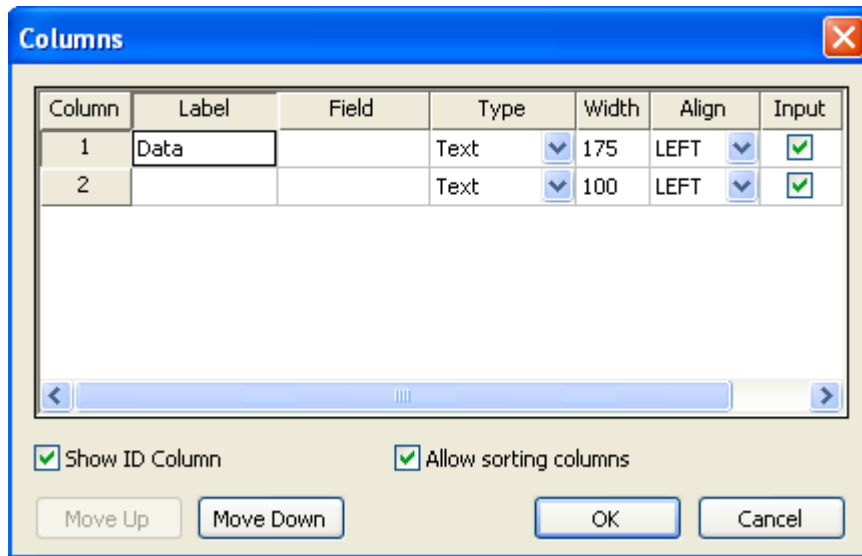 Columns
Column Label Field Type Width Align Input
1 Data Text 175 LEFT
2 Text 100 LEFT
Show ID Column Allow sorting columns
Move Up Move Down OK Cancel